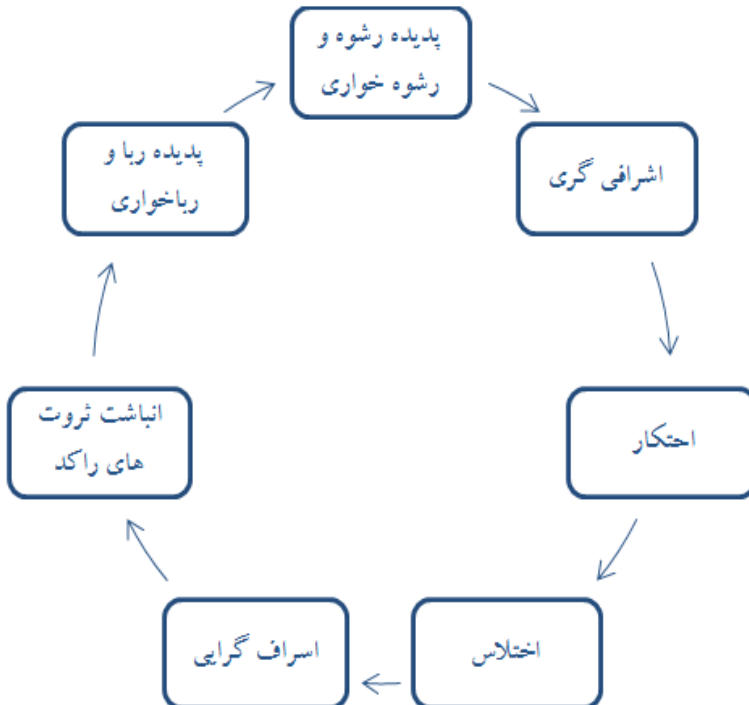 پدیده رشوه و
رشوه خواری
اشرافی گری
احتکار
اختلاس
اسراف گرایی
انباشت ثروت
های راکد
پدیده ربا و
رباخواری